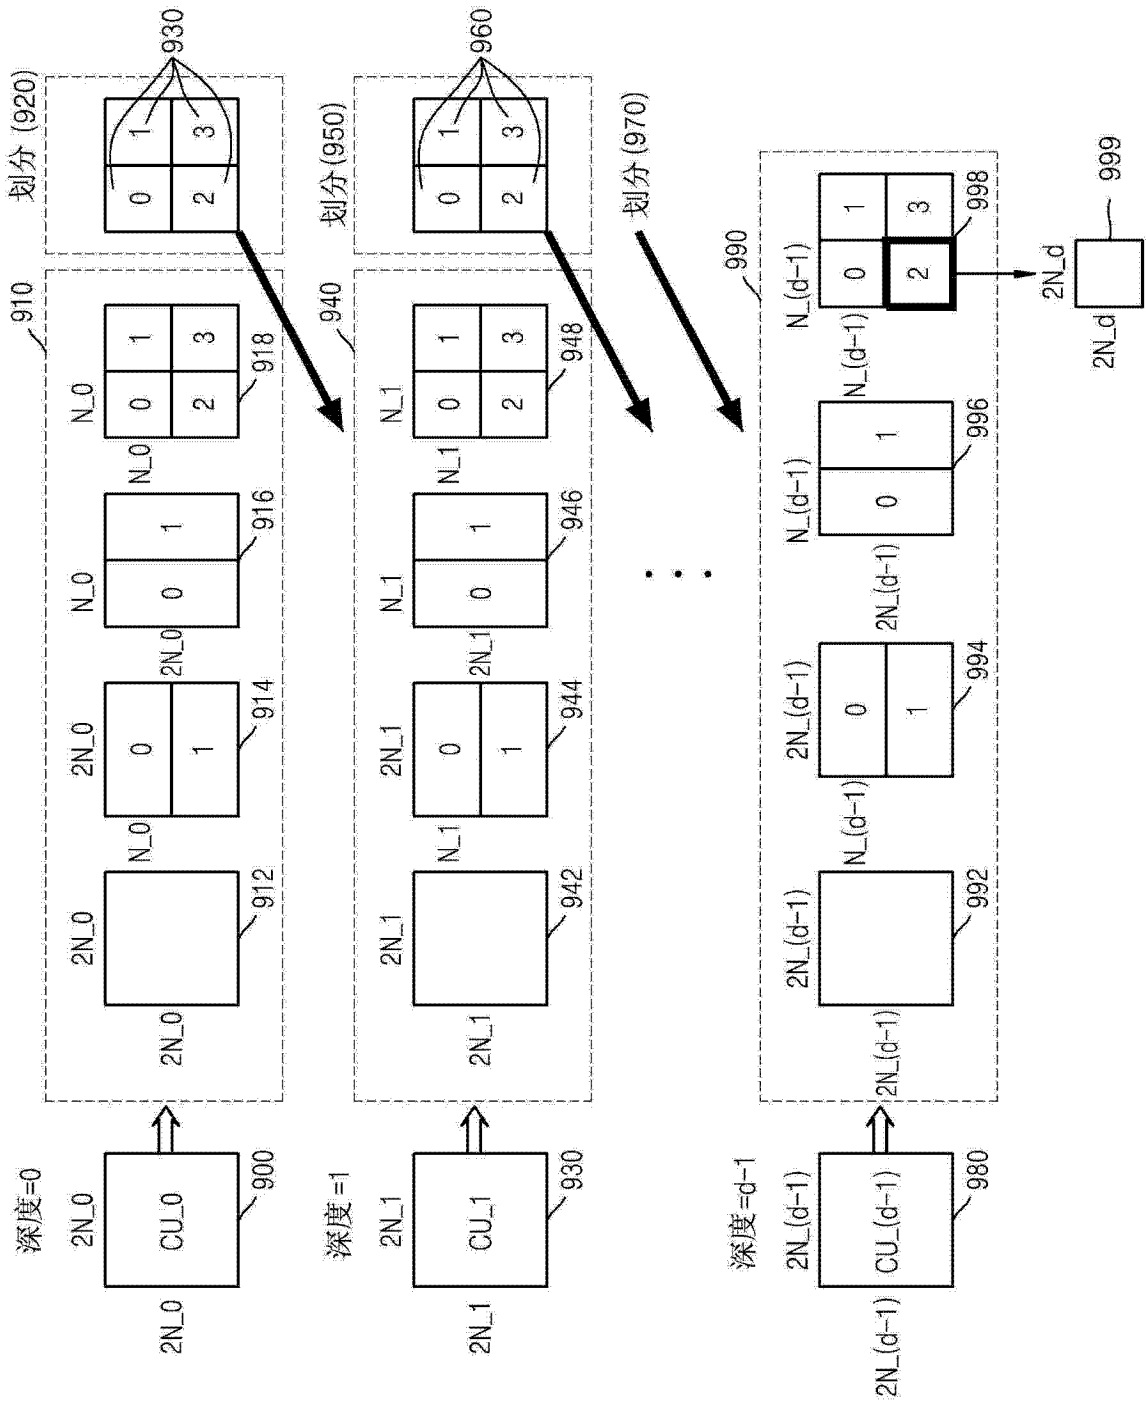 深度=0
2N_0
2N_0
CU_0
900
910
2N_0
2N_0
912
2N_0
N_0
0
1
914
N_0
2N_0
0
1
916
N_0
N_0
0
1
2
3
918
划分 (920)
0
1
2
3
930
深度=1
2N_1
2N_1
CU_1
930
940
2N_1
2N_1
942
2N_1
N_1
0
1
944
N_1
2N_1
0
1
946
N_1
N_1
0
1
2
3
948
划分 (950)
0
1
2
3
960
划分 (970)
深度=d-1
2N_(d-1)
2N_(d-1)
CU_(d-1)
980
990
2N_(d-1)
2N_(d-1)
992
2N_(d-1)
N_(d-1)
0
1
994
N_(d-1)
2N_(d-1)
0
1
996
N_(d-1)
N_(d-1)
0
1
2
3
998
2N_d
2N_d
999